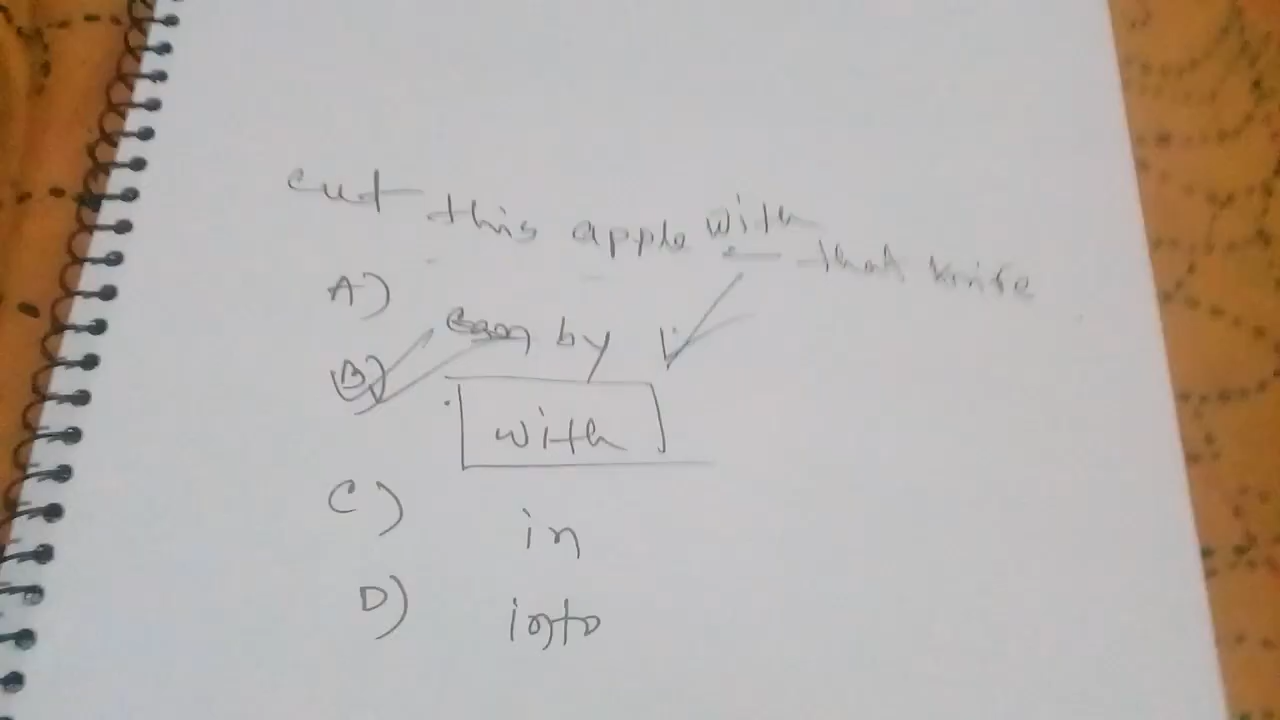 cut this apple with that knife
A) by
B) with
C) in
D) into